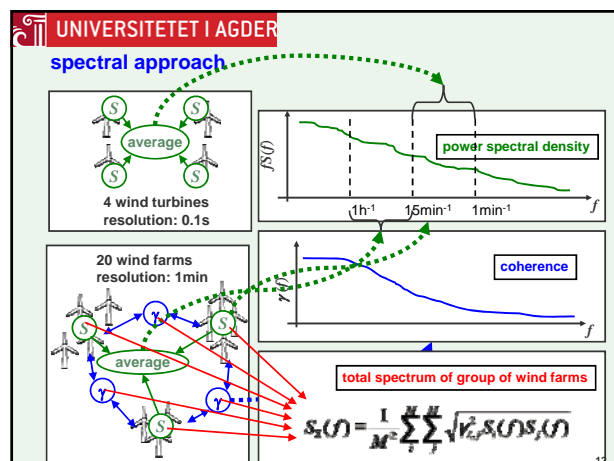 UNIVERSITETET I AGDER
spectral approach
S
S
average
S
S
4 wind turbines
resolution: 0.1s
fS(f)
power spectral density
1h⁻¹
15min⁻¹
1min⁻¹
f
20 wind farms
resolution: 1min
γ
S
S
average
γ
γ
S
coherence
f
total spectrum of group of wind farms